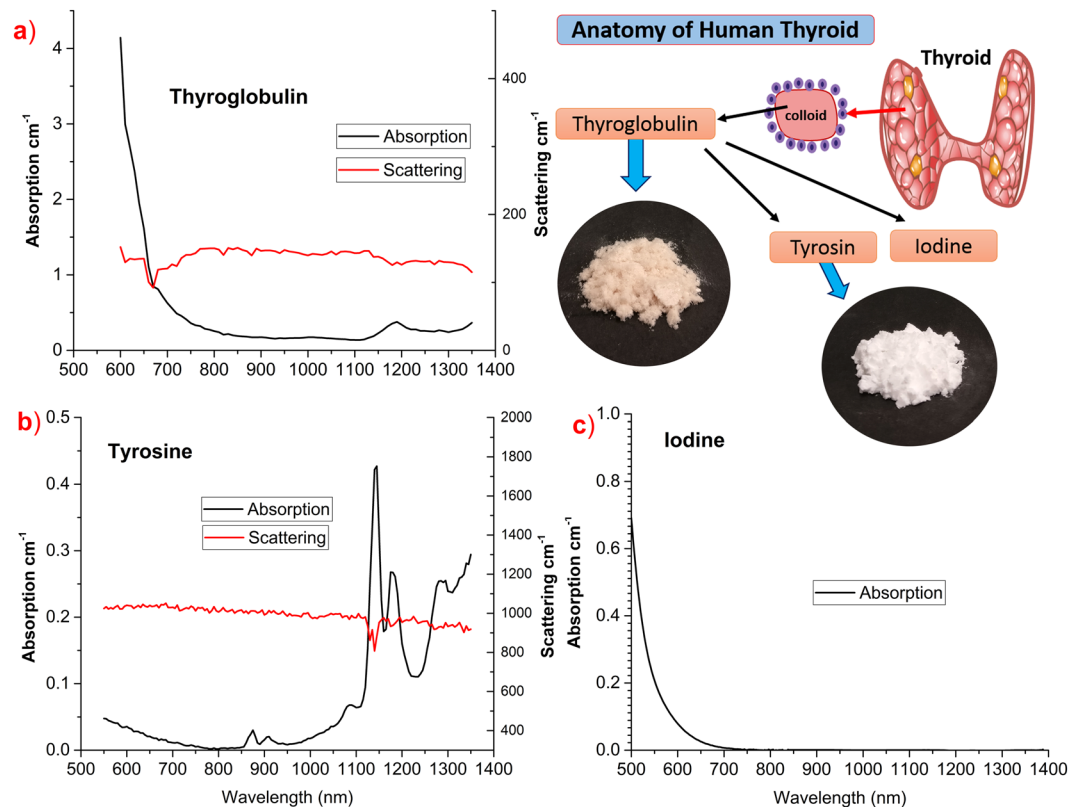 a)
Thyroglobulin
Absorption
Scattering
Absorption cm⁻¹
4
3
2
1
0
Scattering cm⁻¹
400
200
0
500 600 700 800 900 1000 1100 1200 1300 1400
Anatomy of Human Thyroid
Thyroid
colloid
Thyroglobulin
Tyrosin
Iodine
b)
Tyrosine
Absorption
Scattering
Absorption cm⁻¹
0.5
0.4
0.3
0.2
0.1
0.0
Scattering cm⁻¹
2000
1800
1600
1400
1200
1000
800
600
400
500 600 700 800 900 1000 1100 1200 1300 1400
Wavelength (nm)
c)
Iodine
Absorption
Absorption cm⁻¹
1.0
0.8
0.6
0.4
0.2
0.0
500 600 700 800 900 1000 1100 1200 1300 1400
Wavelength (nm)